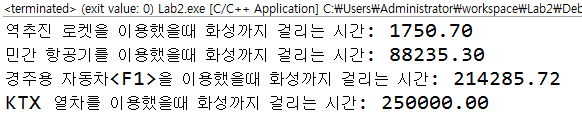 <terminated> (exit value: 0) Lab2.exe [C/C++ Application] C:₩Users₩Administrator₩workspace₩Lab2₩Deb
역추진 로켓을 이용했을때 화성까지 걸리는 시간: 1750.70
민간 항공기를 이용했을때 화성까지 걸리는 시간: 88235.30
경주용 자동차<F1>을 이용했을때 화성까지 걸리는 시간: 214285.72
KTX 열차를 이용했을때 화성까지 걸리는 시간: 250000.00